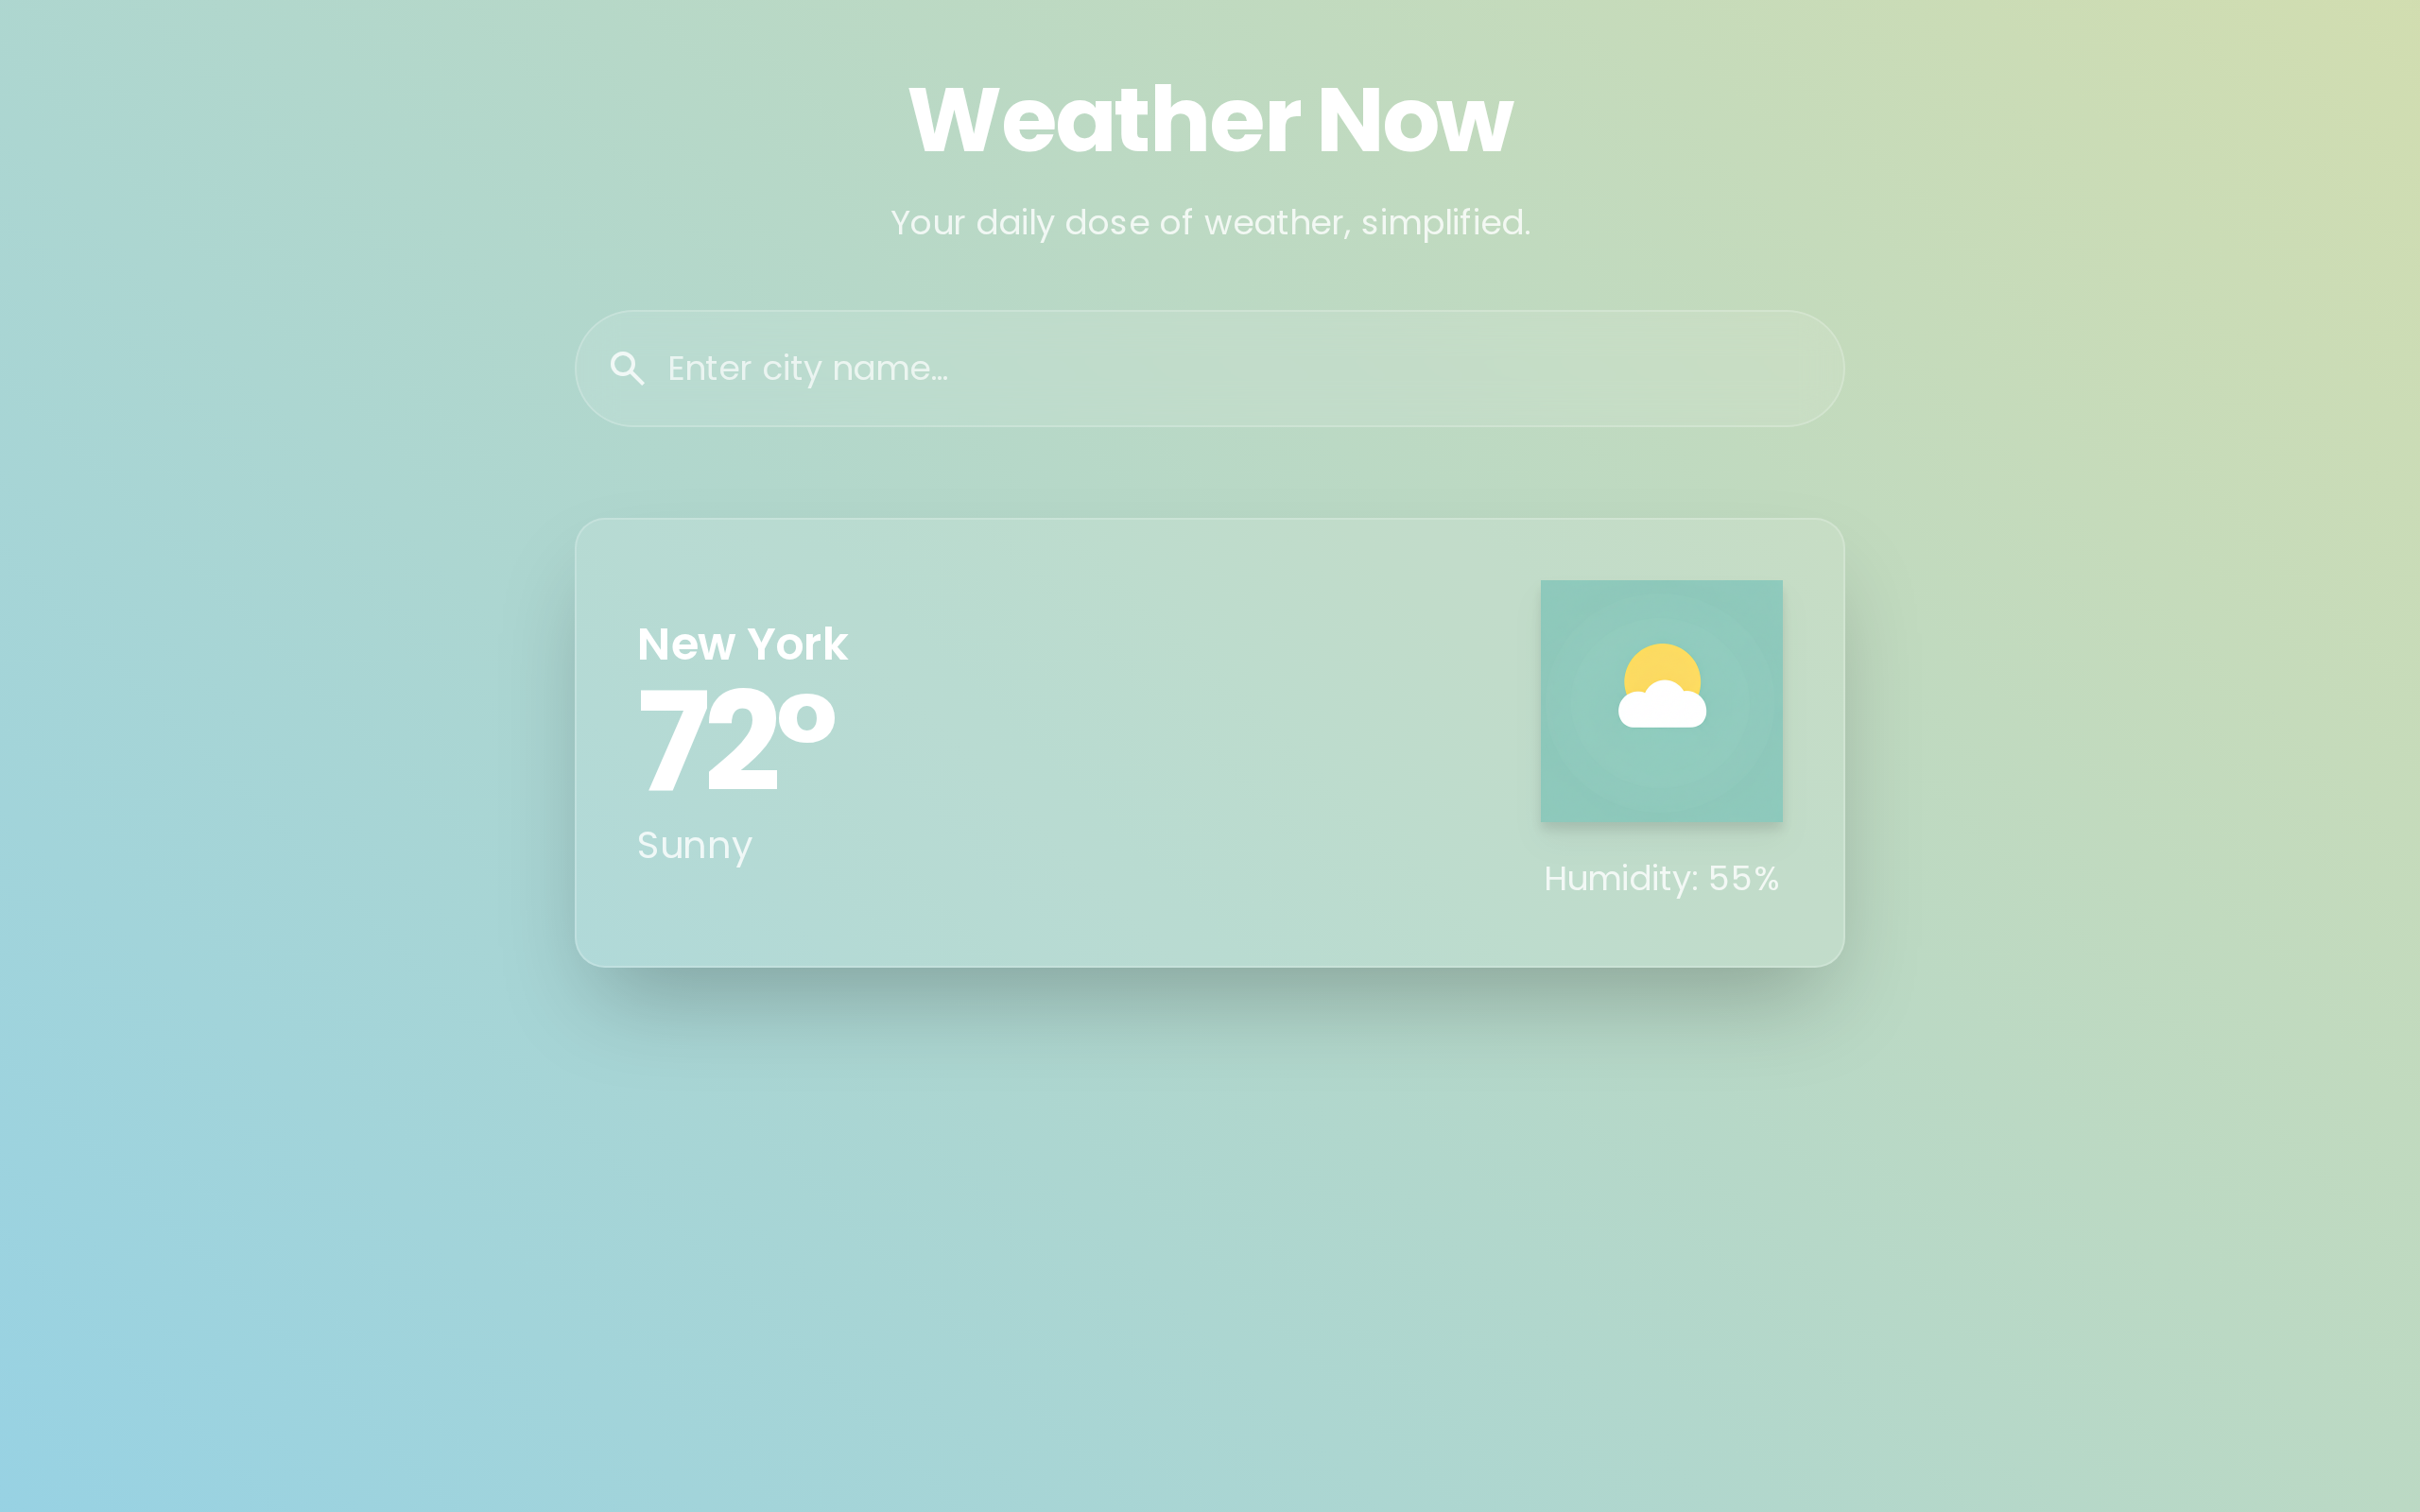 Weather Now
Your daily dose of weather, simplified.
Enter city name...
New York
72°
Sunny
Humidity: 55%